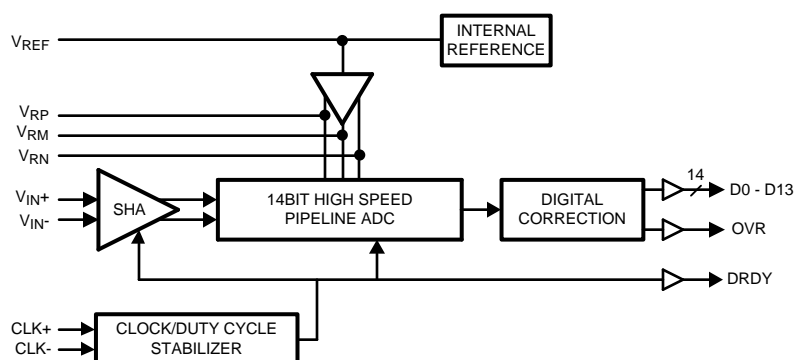 VREF
INTERNAL
REFERENCE
VRP
VRM
VRN
VIN+
VIN-
SHA
14BIT HIGH SPEED
PIPELINE ADC
DIGITAL
CORRECTION
14
D0 - D13
OVR
DRDY
CLK+
CLK-
CLOCK/DUTY CYCLE
STABILIZER